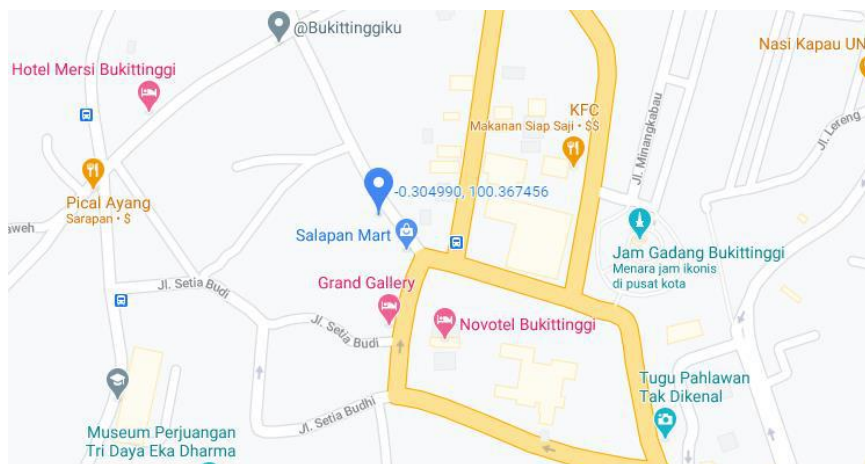 @Bukittinggiku
Hotel Mersi Bukittinggi
Nasi Kapau UN
KFC
Makanan Siap Saji • $$
Jl. Minangkabau
Jl. Lereng
Pical Ayang
Sarapan • $
aweh
-0.304990, 100.367456
Salapan Mart
Jam Gadang Bukittinggi
Menara jam ikonis
di pusat kota
Jl. Setia Budi
Grand Gallery
Novotel Bukittinggi
Jl. Setia Budi
Tugu Pahlawan
Tak Dikenal
Jl. Setia Budhi
Museum Perjuangan
Tri Daya Eka Dharma